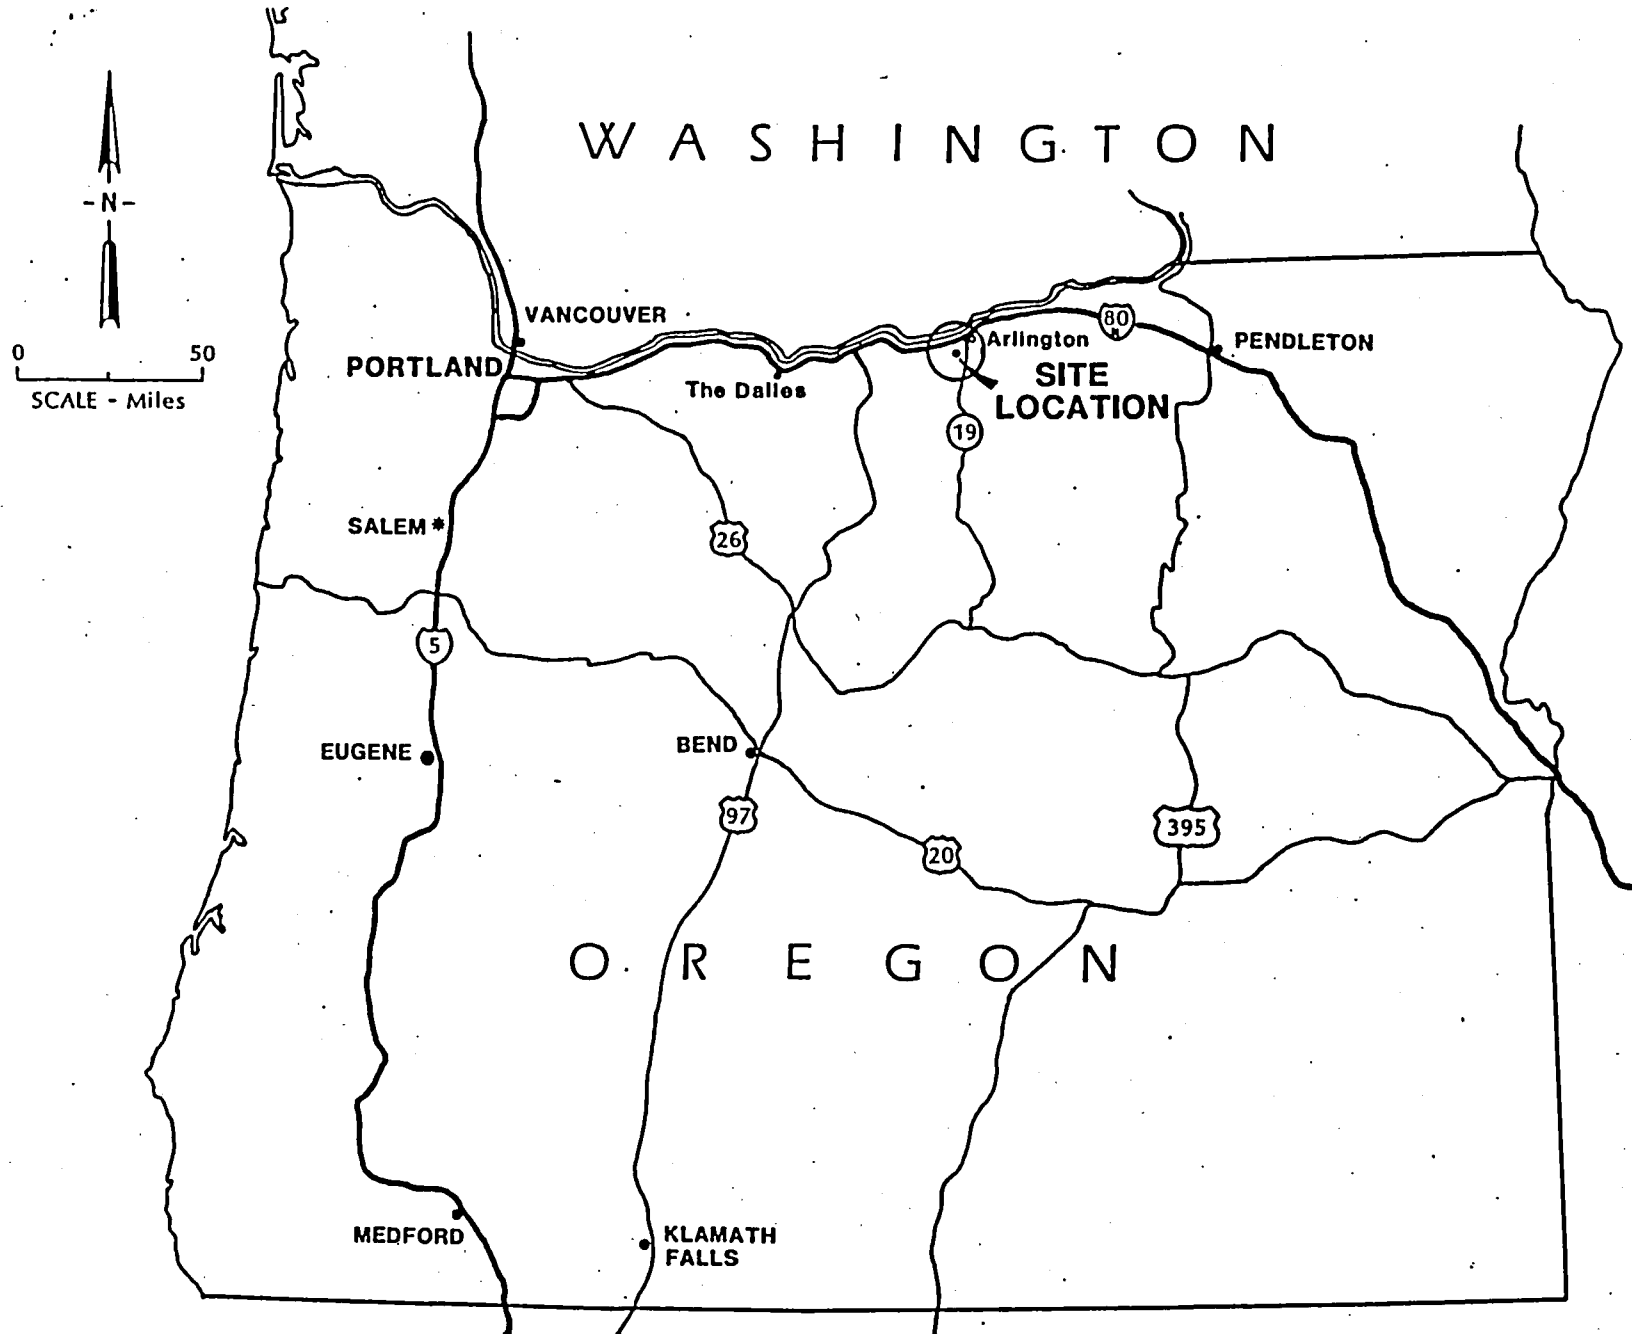 WASHINGTON
-N-
VANCOUVER
80
N
0 50
Arlington
PENDLETON
PORTLAND
The Dalles
SITE
LOCATION
SCALE - Miles
19
SALEM
26
5
EUGENE
BEND
97
395
20
OREGON
MEDFORD
KLAMATH
FALLS